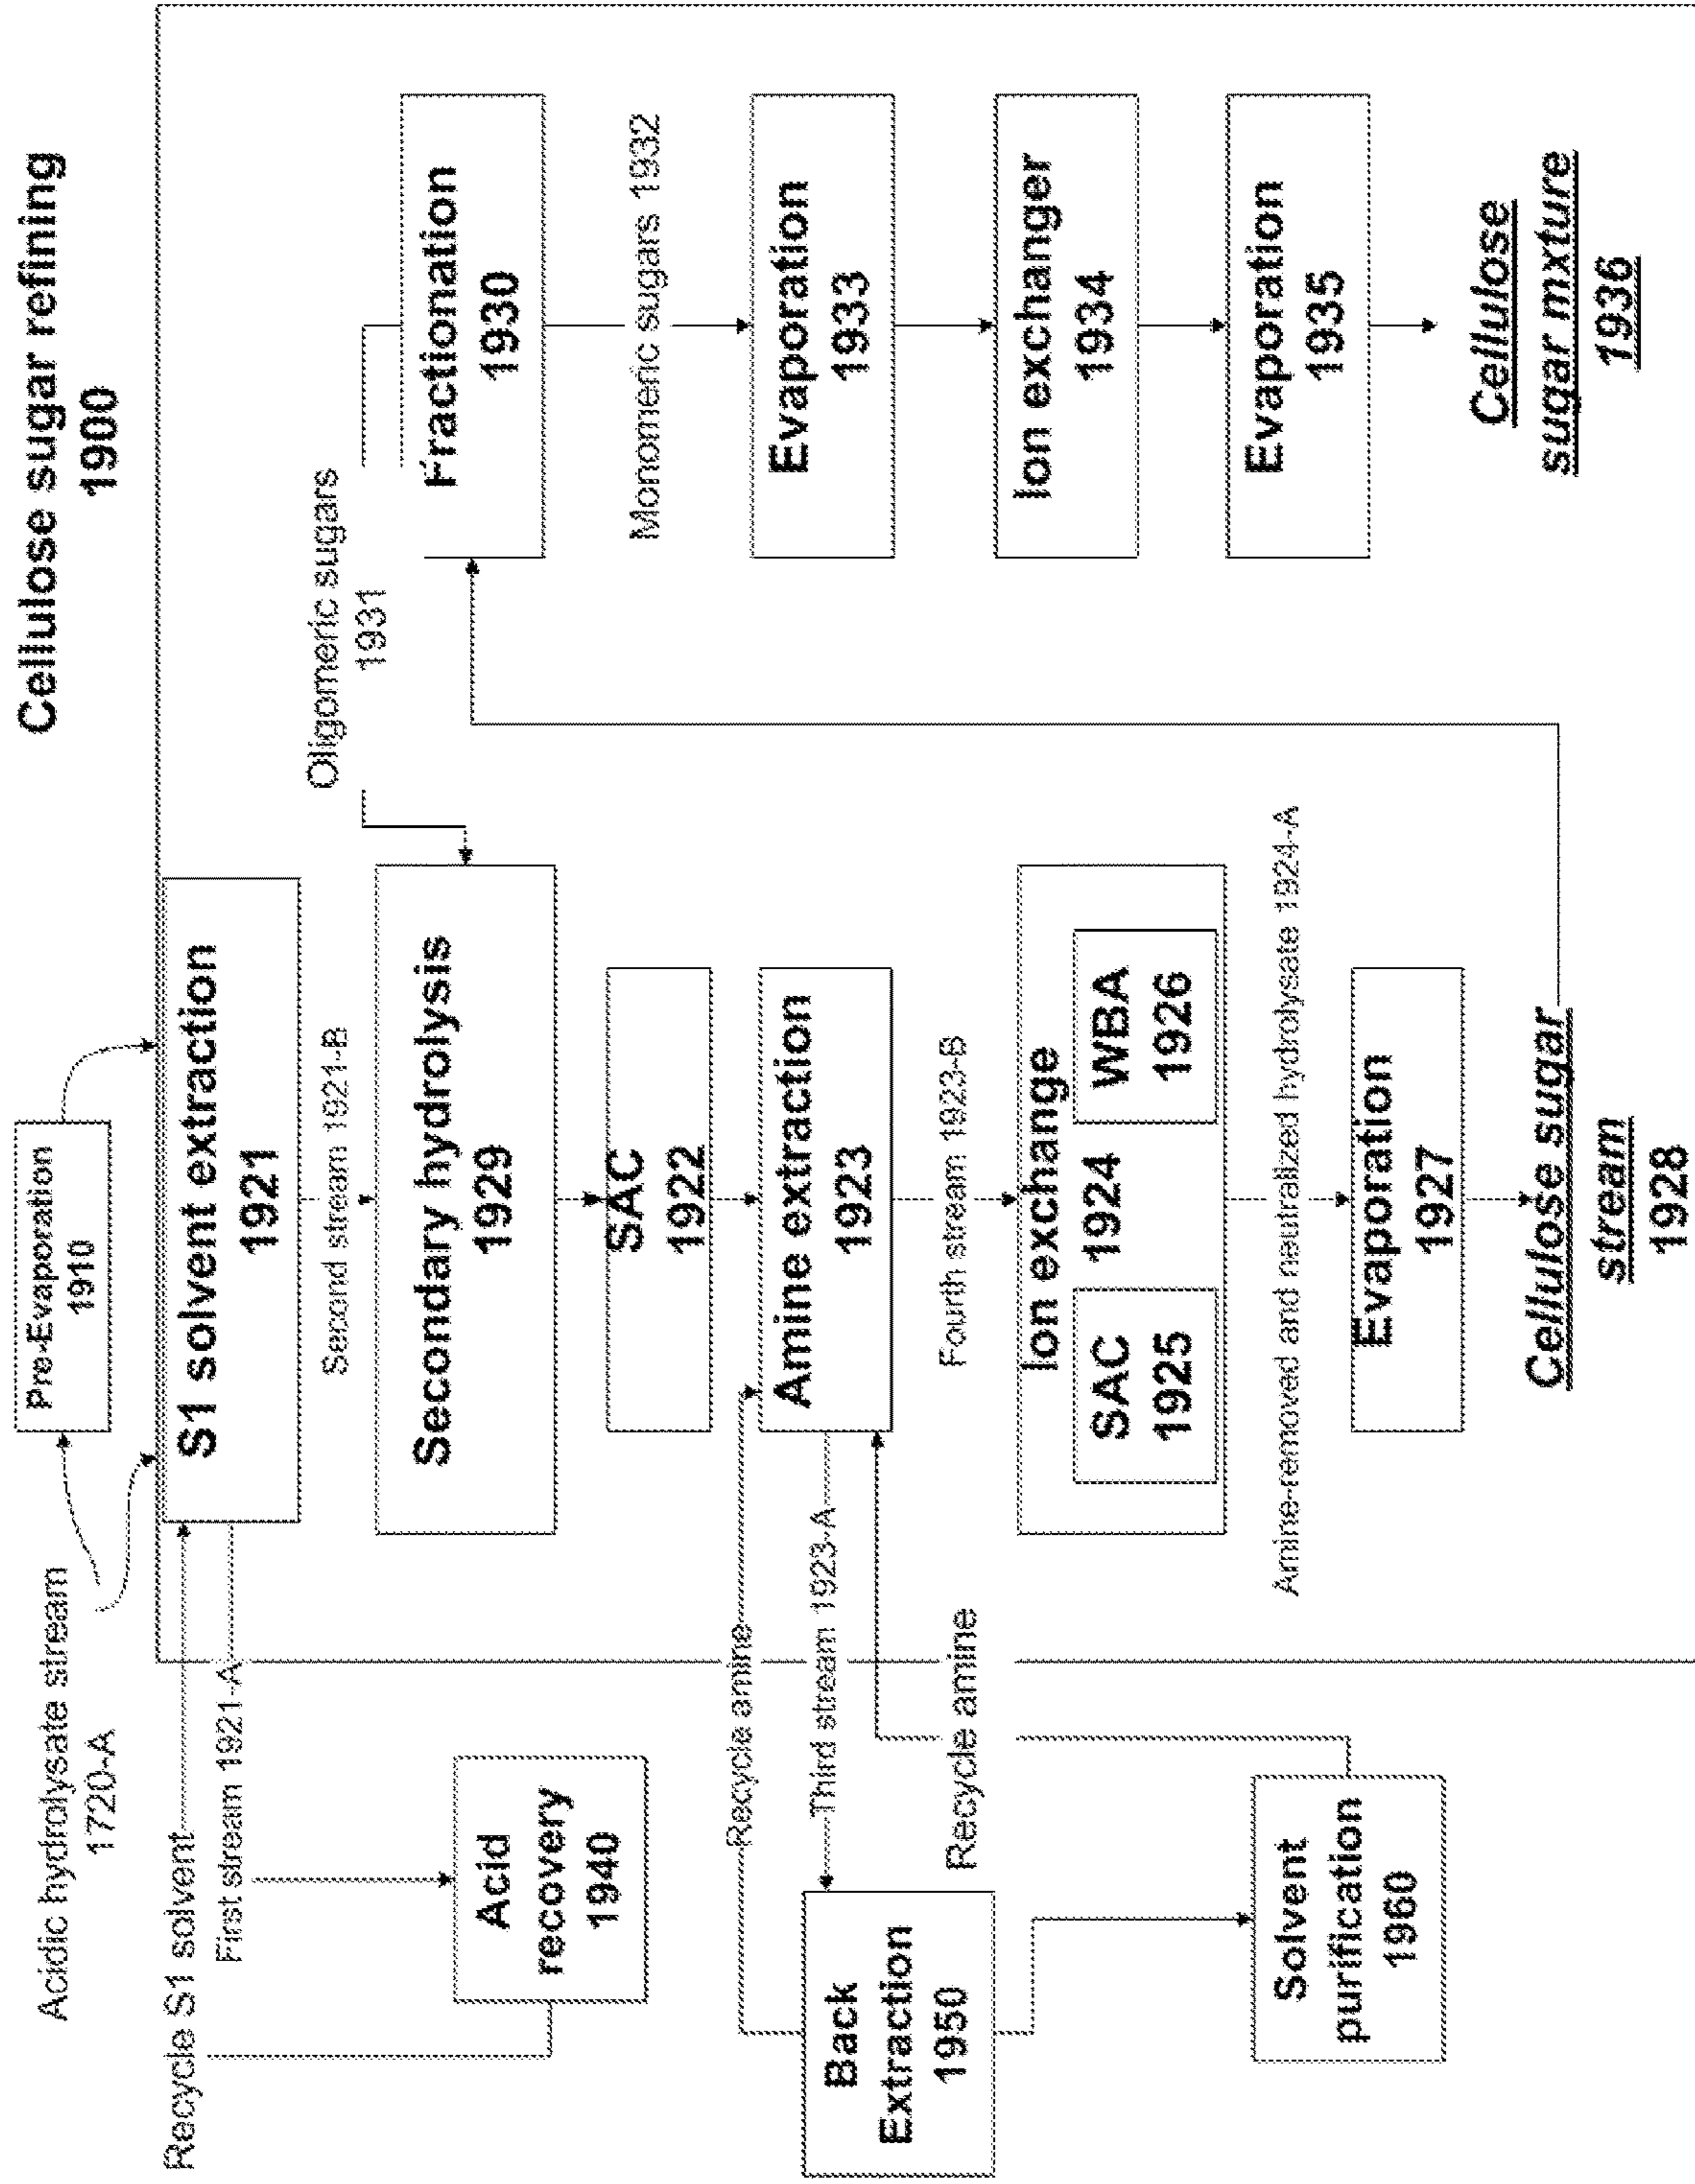 Cellulose sugar refining
1900
Acidic hydrolysate stream
1720-A
Pre-Evaporation
1910
Recycle S1 solvent
First stream 1921-A
S1 solvent extraction
1921
Second stream 1921-B
Acid
recovery
1940
Secondary hydrolysis
1929
SAC
1922
Recycle amine
Amine extraction
1923
Third stream 1923-A
Back
Extraction
1950
Recycle amine
Fourth stream 1923-B
Ion exchange
1924
SAC
1925
WBA
1926
Solvent
purification
1960
Amine-removed and neutralized hydrolysate 1924-A
Evaporation
1927
Cellulose sugar
stream
1928
Oligomeric sugars
1931
Fractionation
1930
Monomeric sugars 1932
Evaporation
1933
Ion exchanger
1934
Evaporation
1935
Cellulose
sugar mxture
1936